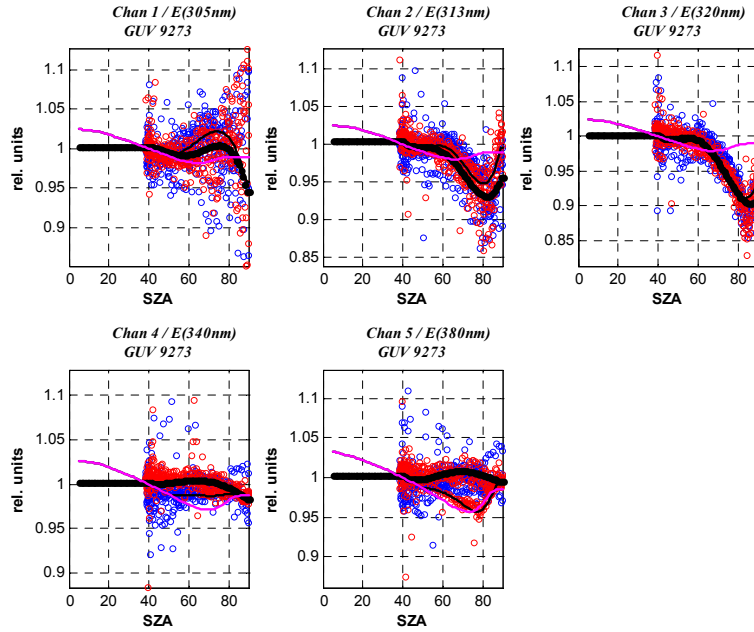 Chan 1 / E(305nm)
GUV 9273
Chan 2 / E(313nm)
GUV 9273
Chan 3 / E(320nm)
GUV 9273
rel. units
1.1
1.05
1
0.95
0.9
0 20 40 60 80
SZA
rel. units
1.1
1.05
1
0.95
0.9
0.85
0 20 40 60 80
SZA
rel. units
1.1
1.05
1
0.95
0.9
0.85
0 20 40 60 80
SZA
Chan 4 / E(340nm)
GUV 9273
Chan 5 / E(380nm)
GUV 9273
rel. units
1.1
1.05
1
0.95
0.9
0 20 40 60 80
SZA
rel. units
1.1
1.05
1
0.95
0.9
0 20 40 60 80
SZA